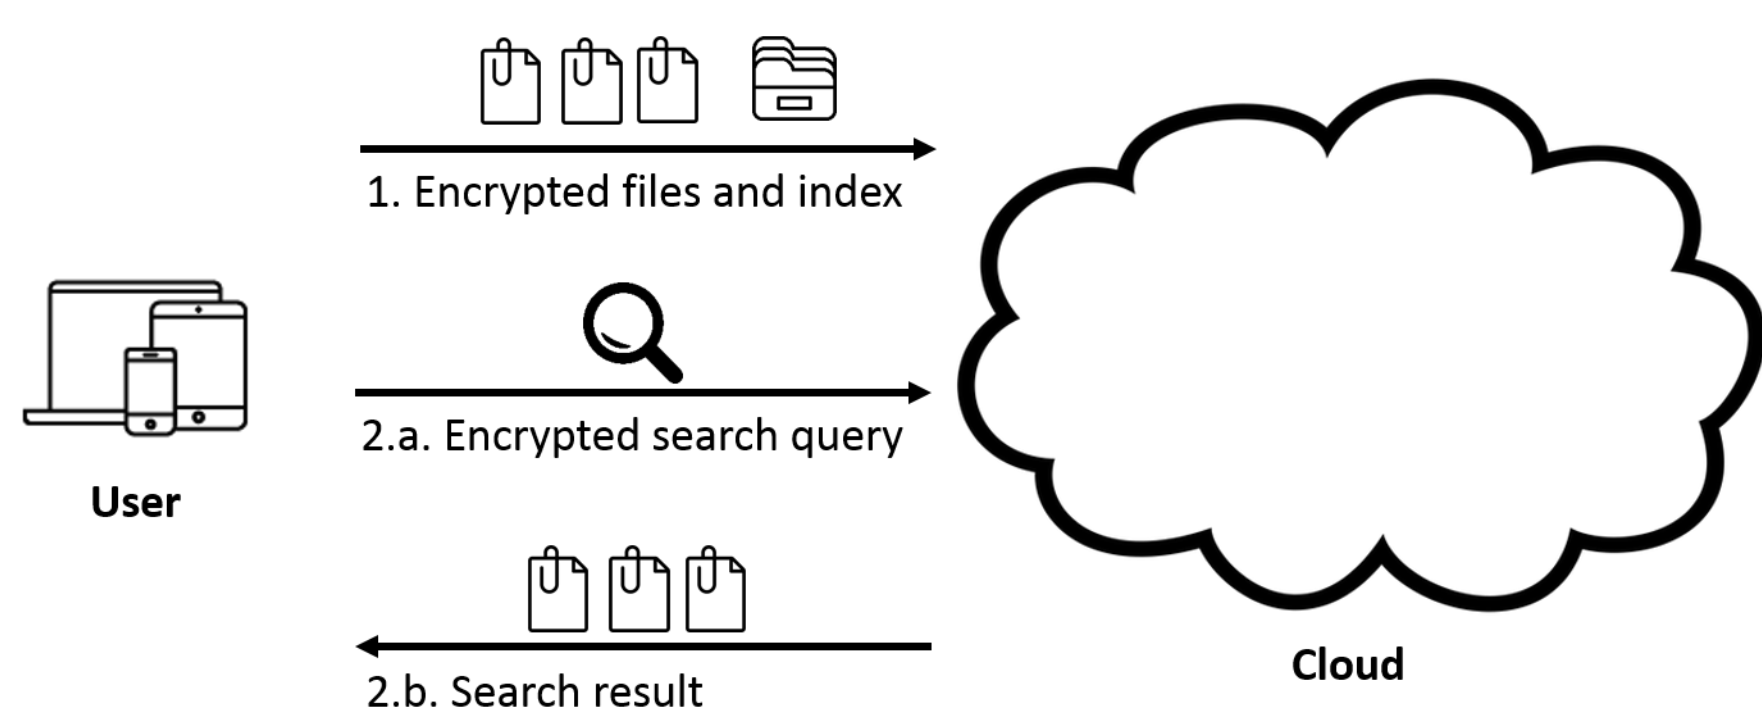 1. Encrypted files and index
2.a. Encrypted search query
User
Cloud
2.b. Search result